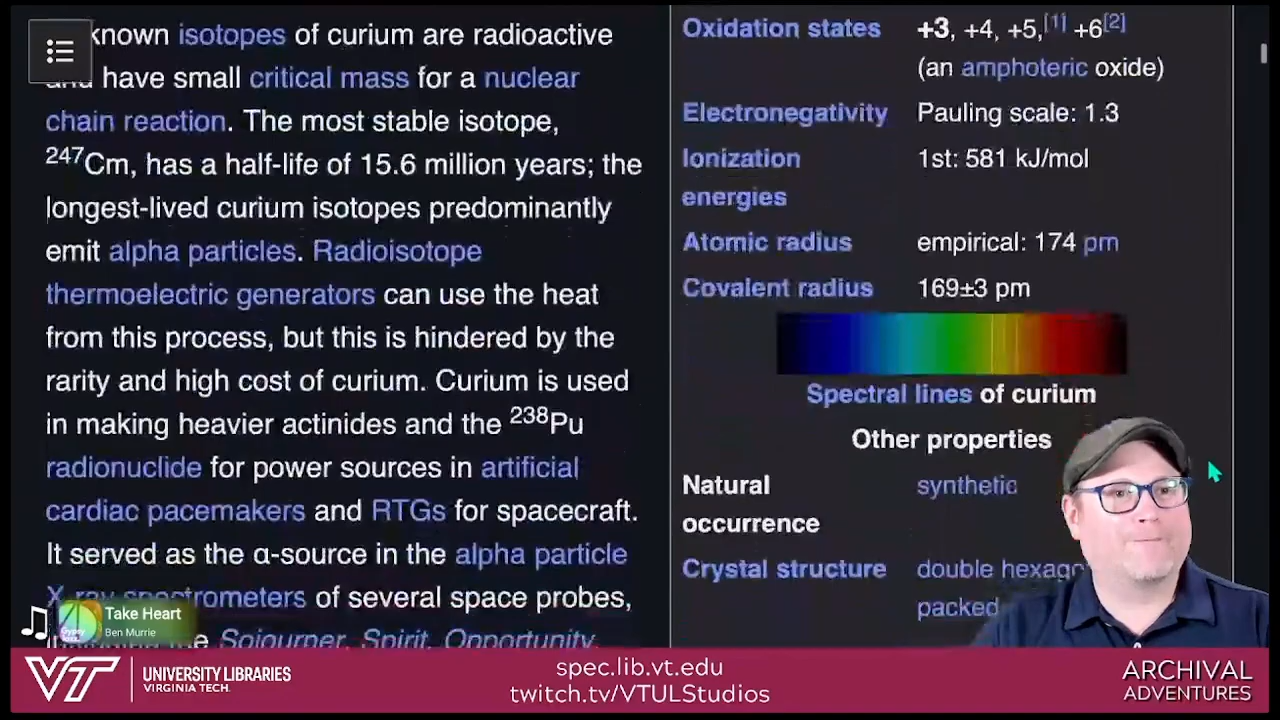 known isotopes of curium are radioactive
and have small critical mass for a nuclear
chain reaction. The most stable isotope,
247Cm, has a half-life of 15.6 million years; the
longest-lived curium isotopes predominantly
emit alpha particles. Radioisotope
thermoelectric generators can use the heat
from this process, but this is hindered by the
rarity and high cost of curium. Curium is used
in making heavier actinides and the 238Pu
radionuclide for power sources in artificial
cardiac pacemakers and RTGs for spacecraft.
It served as the α-source in the alpha particle
X-ray spectrometers of several space probes,
Sojourner, Spirit, Opportunity,
Oxidation states +3, +4, +5,[1] +6[2]
(an amphoteric oxide)
Electronegativity Pauling scale: 1.3
Ionization 1st: 581 kJ/mol
energies
Atomic radius empirical: 174 pm
Covalent radius 169±3 pm
Spectral lines of curium
Other properties
Natural synthetic
occurrence
Crystal structure double
packed
Take Heart
Ben Murrie
VT
UNIVERSITY LIBRARIES
VIRGINIA TECH.
spec.lib.vt.edu
twitch.tv/VTULStudios
ARCHIVAL
ADVENTURES